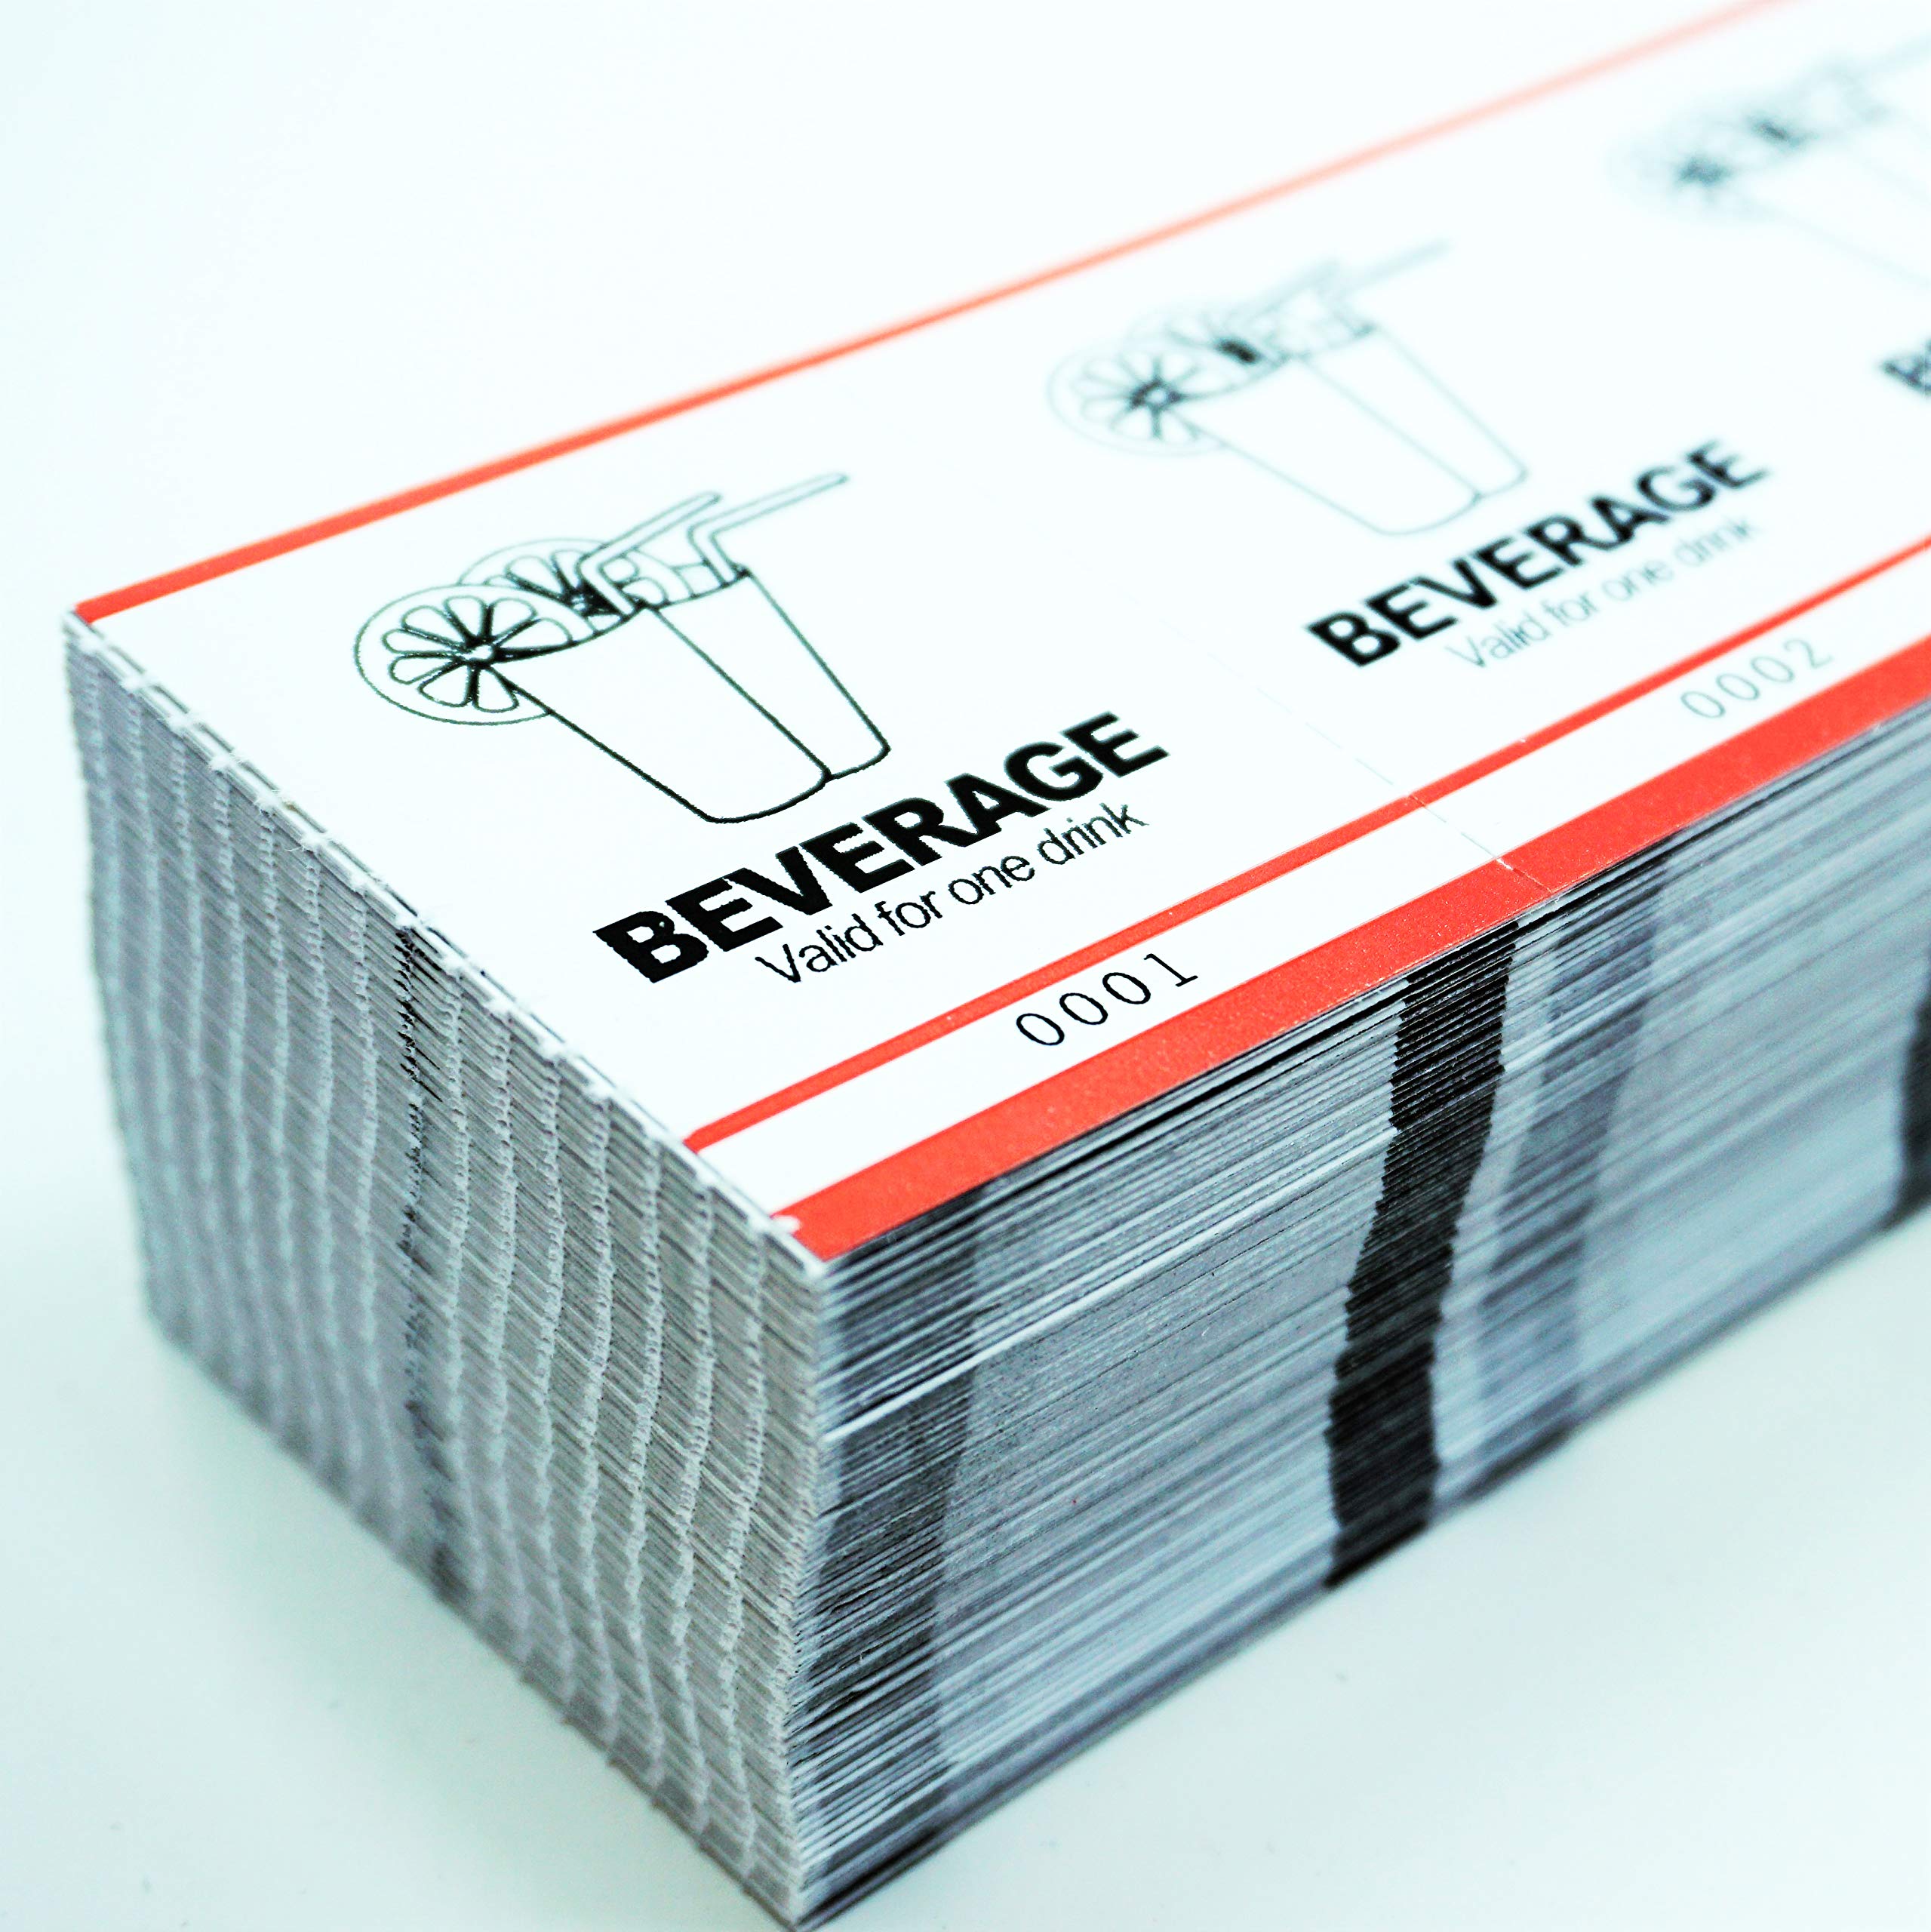 BEVERAGE
Valid for one drink
0001
BEVERAGE
Valid for one drink
0002